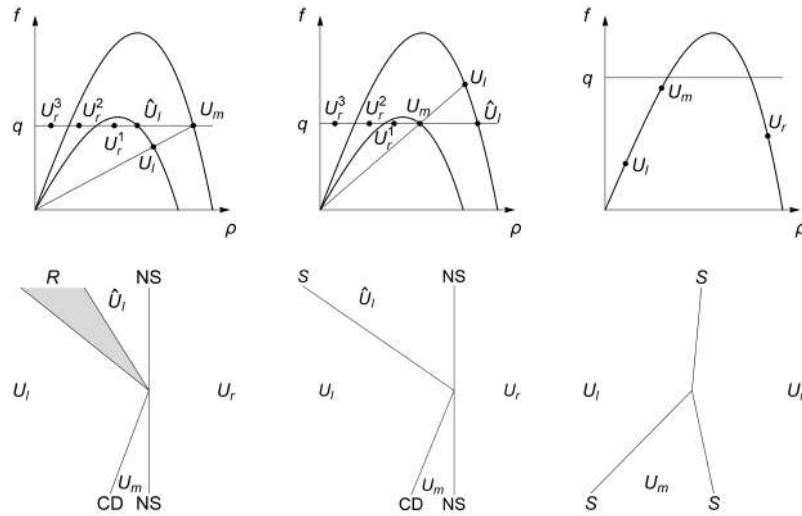 f
q
U_r^3
U_r^2
U_r^1
Û_l
U_m
U_l
ρ
f
q
U_r^3
U_r^2
U_r^1
U_m
U_l
Û_l
ρ
f
q
U_m
U_l
U_r
ρ
R
Û_l
NS
U_l
U_r
U_m
CD NS
S
Û_l
NS
U_l
U_r
U_m
CD NS
S
U_l
U_m
S S